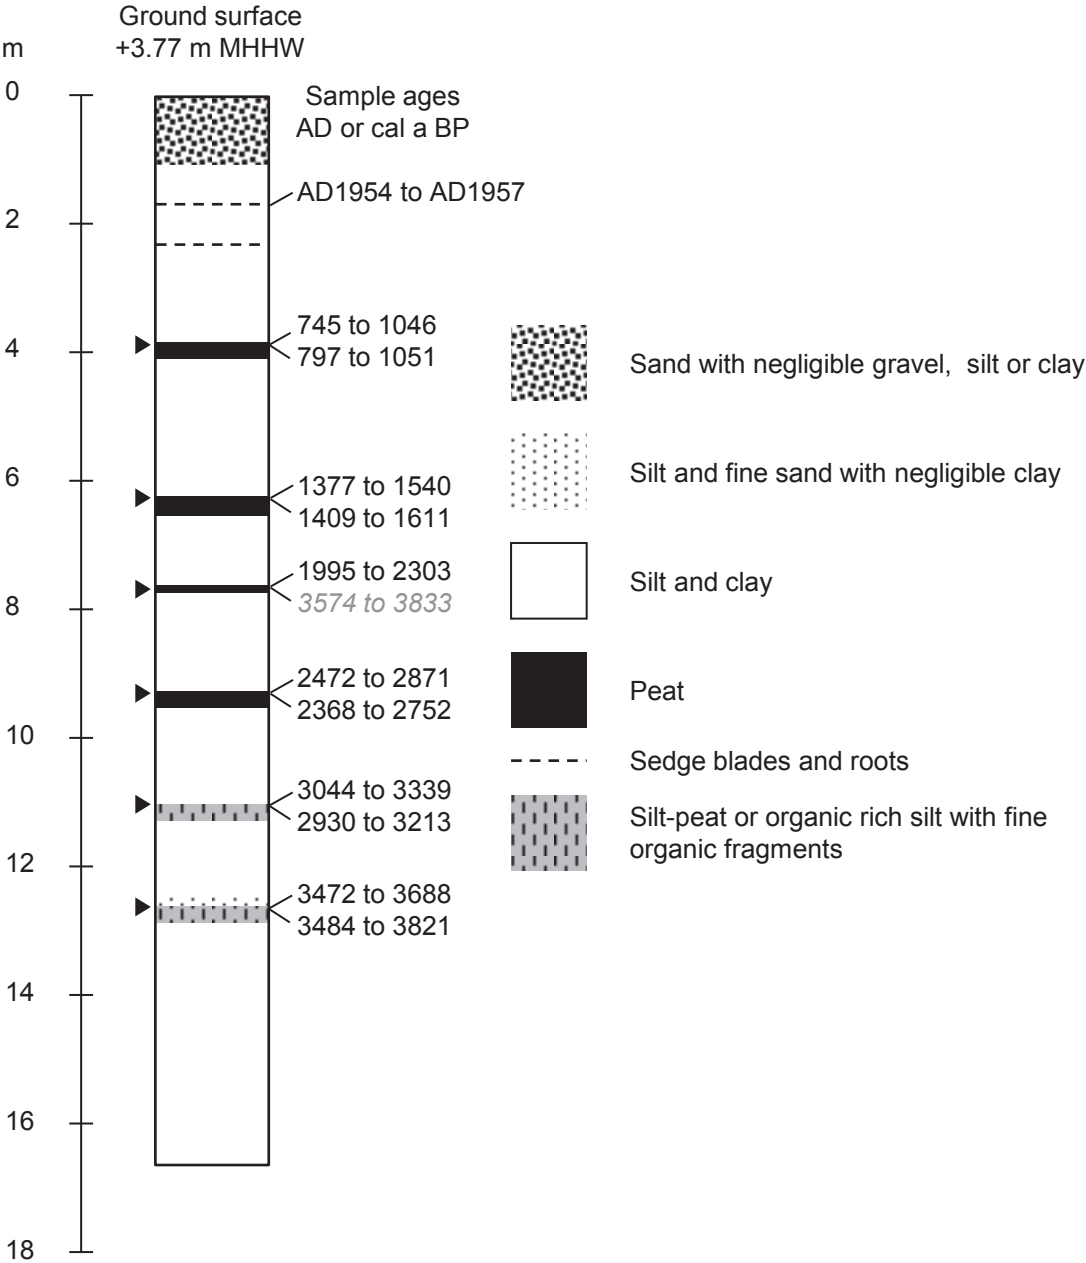 Ground surface
m
+3.77 m MHHW
0
Sample ages
AD or cal a BP
AD1954 to AD1957
2
745 to 1046
4
797 to 1051
Sand with negligible gravel, silt or clay
6
1377 to 1540
Silt and fine sand with negligible clay
1409 to 1611
1995 to 2303
Silt and clay
8
3574 to 3833
2472 to 2871
Peat
2368 to 2752
10
Sedge blades and roots
3044 to 3339
2930 to 3213
Silt-peat or organic rich silt with fine
organic fragments
12
3472 to 3688
3484 to 3821
14
16
18